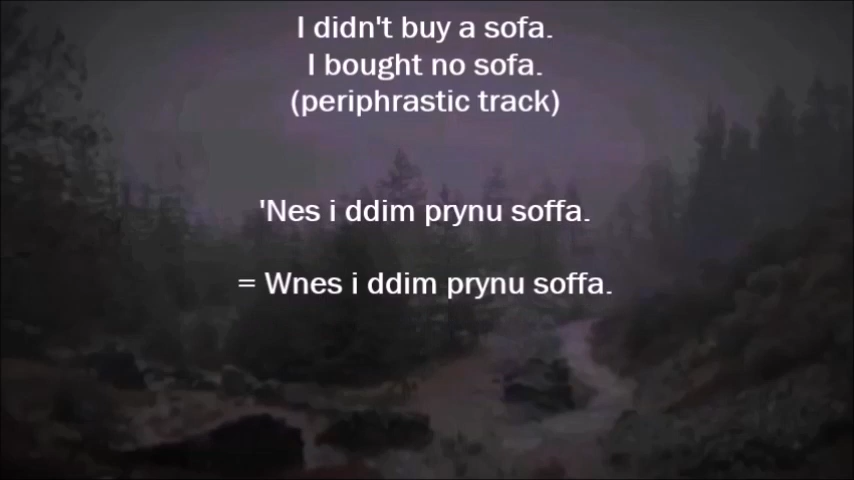 I didn't buy a sofa.
I bought no sofa.
(periphrastic track)
'Nes i ddim prynu soffa.
= Wnes i ddim prynu soffa.